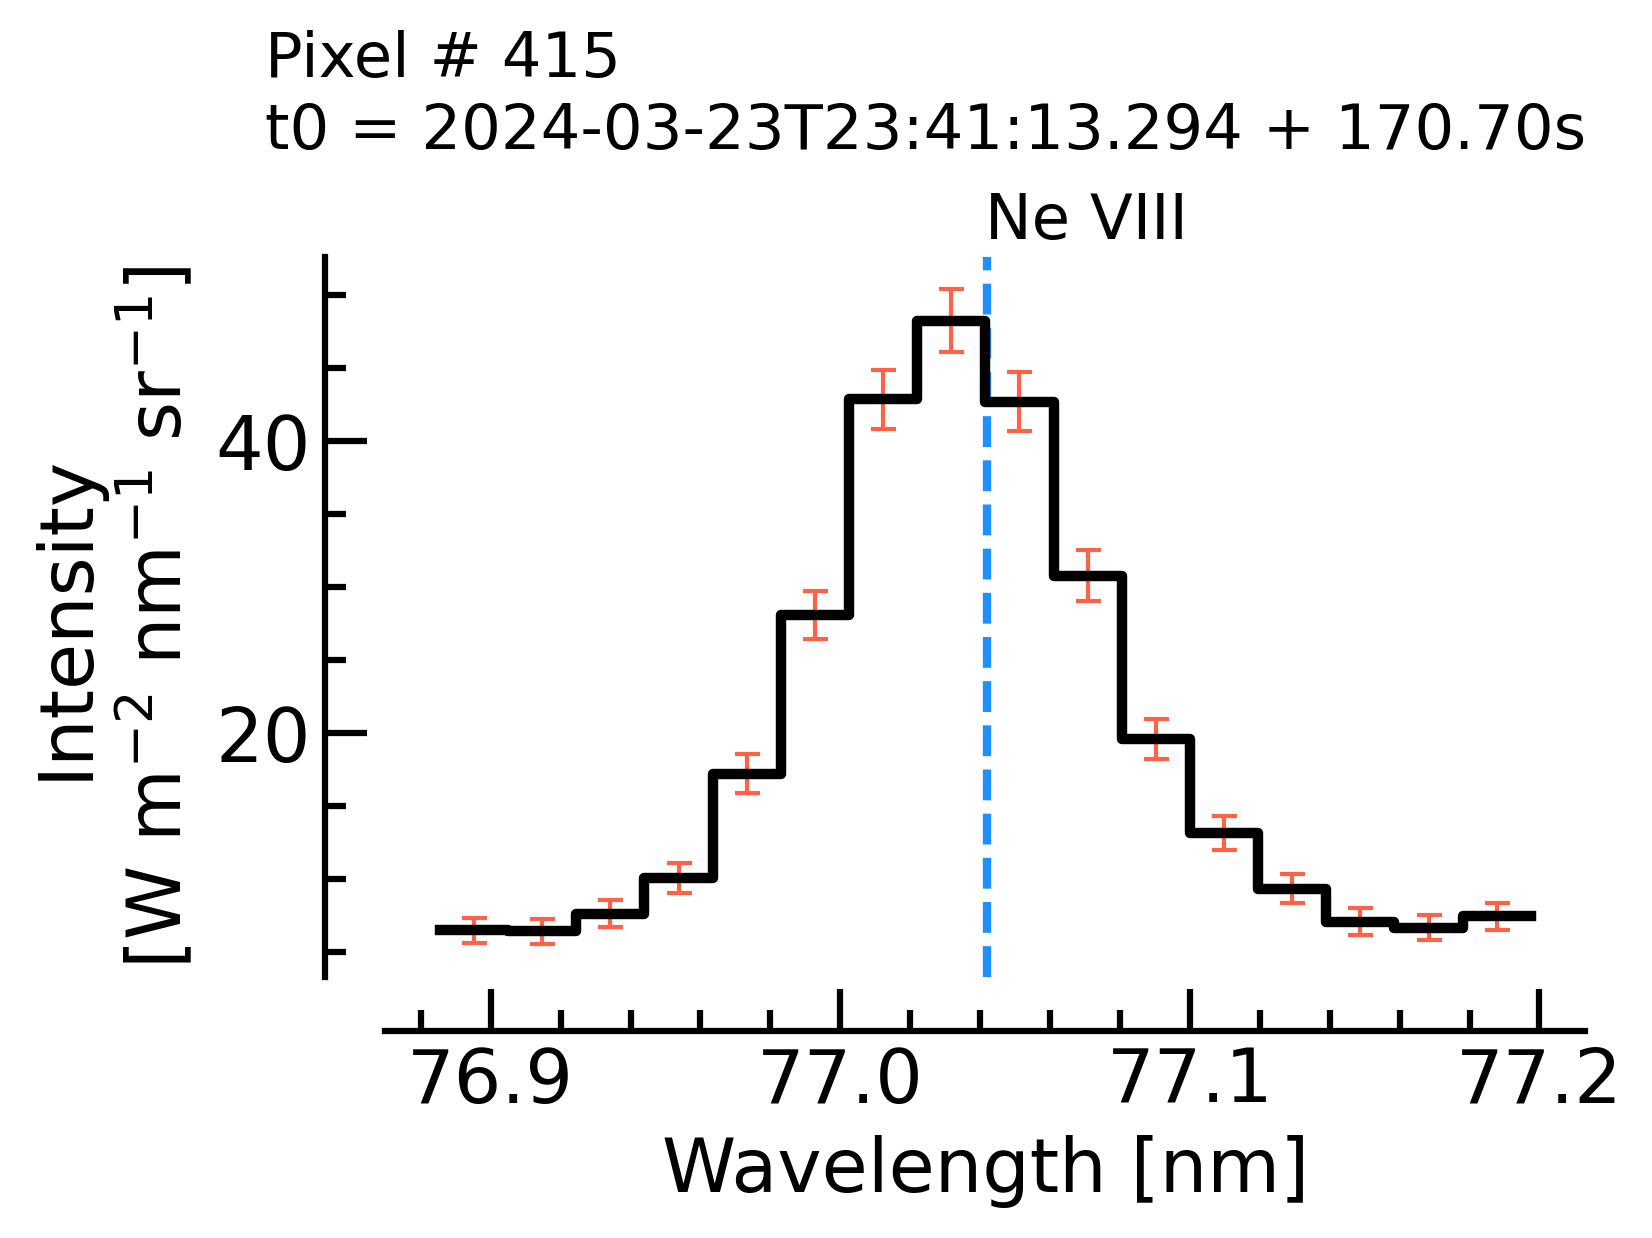 Pixel # 415
t0 = 2024-03-23T23:41:13.294 + 170.70s
Ne VIII
Intensity
[W m⁻² nm⁻¹ sr⁻¹]
40
20
76.9 77.0 77.1 77.2
Wavelength [nm]